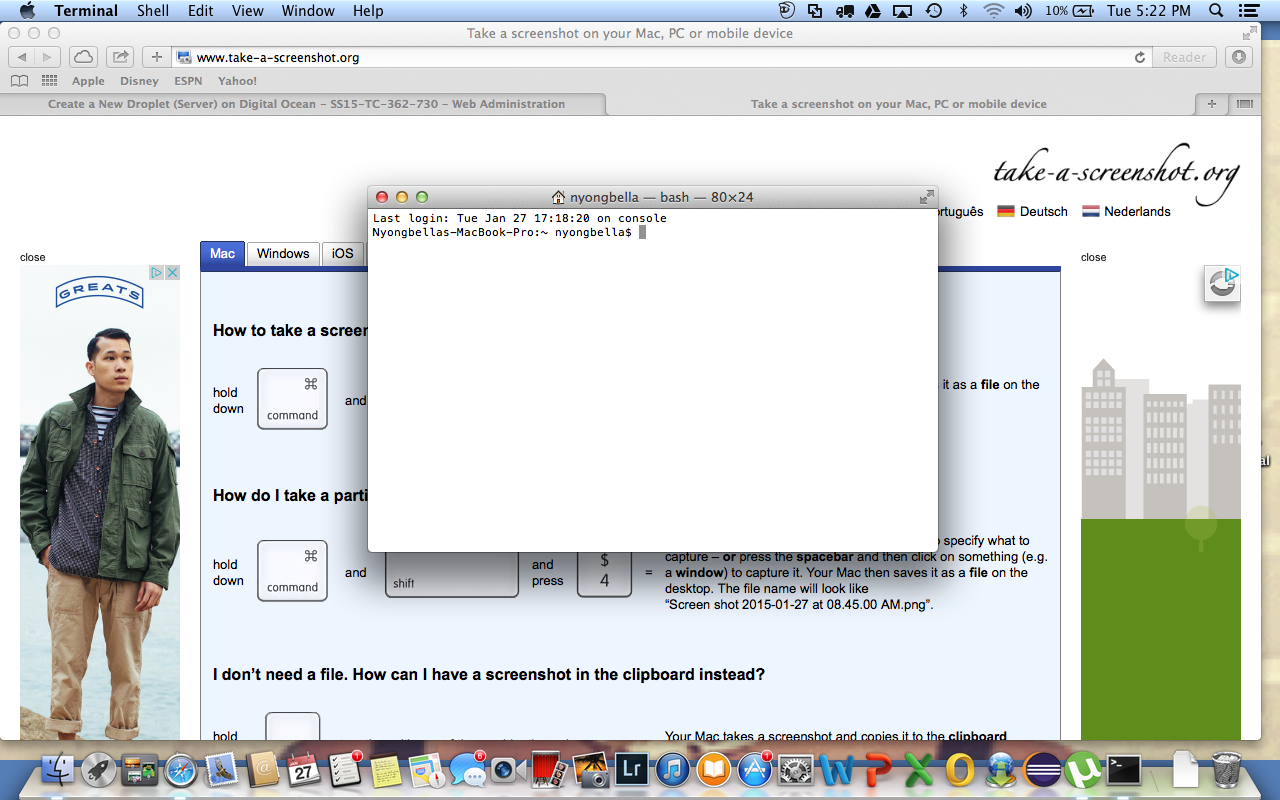 Terminal Shell Edit View Window Help 10% Tue 5:22 PM
Take a screenshot on your Mac, PC or mobile device
www.take-a-screenshot.org Reader
Apple Disney ESPN Yahoo!
Create a New Droplet (Server) on Digital Ocean – SS15-TC-362-730 – Web Administration Take a screenshot on your Mac, PC or mobile device
take-a-screenshot.org
nyongbella — bash — 80×24
Last login: Tue Jan 27 17:18:20 on console
Nyongbellas-MacBook-Pro:~ nyongbella$
Deutsch Nederlands
Mac Windows iOS
close close
GREATS
How to take a
hold down ⌘ command and
it as a file on the
How do I take a
hold down ⌘ command and shift and press $ 4 =
specify what to
capture – or press the spacebar and then click on something (e.g.
a window) to capture it. Your Mac then saves it as a file on the
desktop. The file name will look like
“Screen shot 2015-01-27 at 08.45.00 AM.png”.
I don’t need a file. How can I have a screenshot in the clipboard instead?
hold
Your Mac takes a screenshot and copies it to the clipboard
27 1 6 Lr 1 W P X O